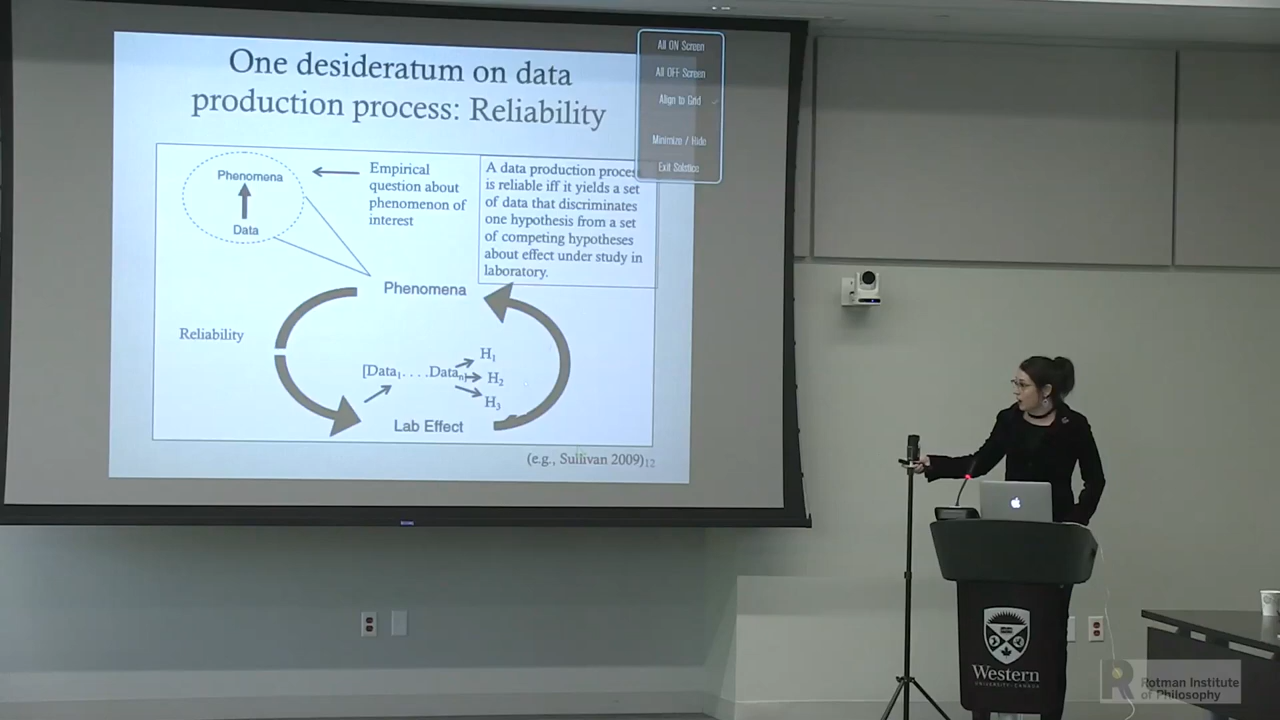 One desideratum on data
production process: Reliability
All ON Screen
All OFF Screen
Align to Grid
Minimize / Hide
Exit Solstice
Phenomena
Data
Empirical
question about
phenomenon of
interest
A data production proces
is reliable iff it yields a set
of data that discriminates
one hypothesis from a set
of competing hypotheses
about effect under study in
laboratory.
Phenomena
Reliability
[Data1. . . .Datan]
H1
H2
H3
Lab Effect
(e.g., Sullivan 2009)12
Western
UNIVERSITY · CANADA
Rotman Institute
of Philosophy